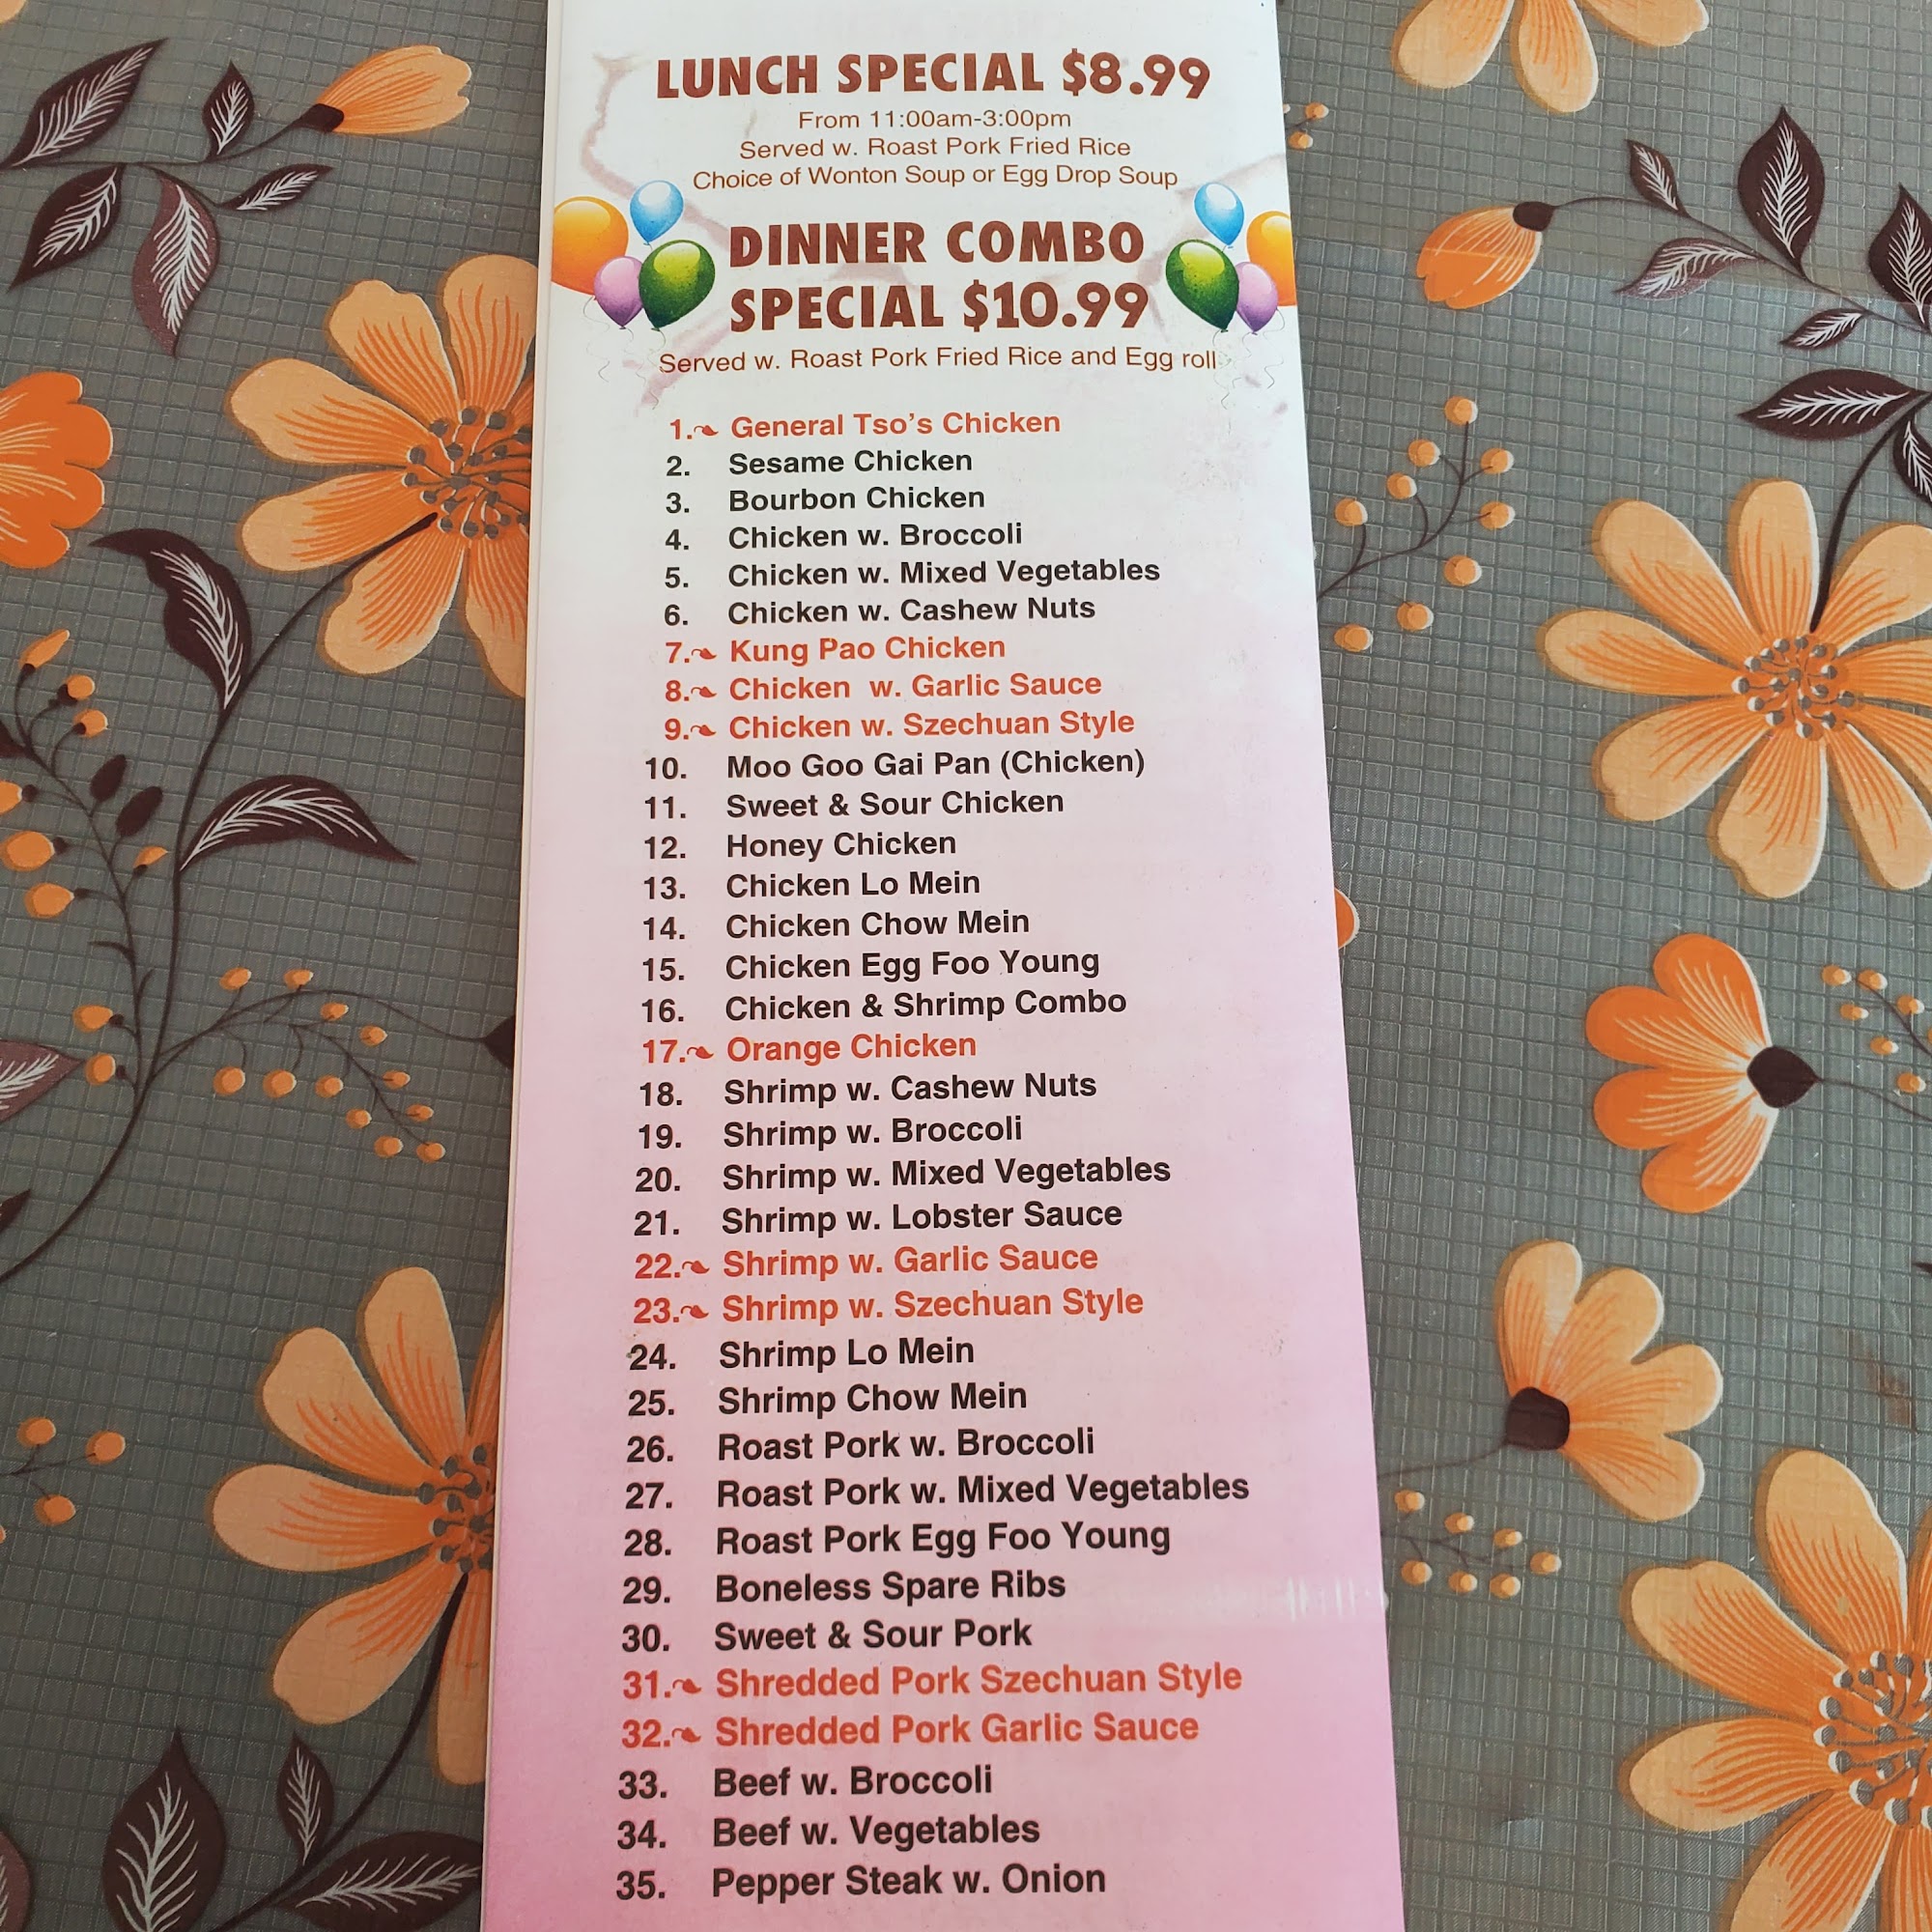 LUNCH SPECIAL $8.99
From 11:00am-3:00pm
Served w. Roast Pork Fried Rice
Choice of Wonton Soup or Egg Drop Soup
DINNER COMBO
SPECIAL $10.99
Served w. Roast Pork Fried Rice and Egg roll
1. General Tso's Chicken
2. Sesame Chicken
3. Bourbon Chicken
4. Chicken w. Broccoli
5. Chicken w. Mixed Vegetables
6. Chicken w. Cashew Nuts
7. Kung Pao Chicken
8. Chicken w. Garlic Sauce
9. Chicken w. Szechuan Style
10. Moo Goo Gai Pan (Chicken)
11. Sweet & Sour Chicken
12. Honey Chicken
13. Chicken Lo Mein
14. Chicken Chow Mein
15. Chicken Egg Foo Young
16. Chicken & Shrimp Combo
17. Orange Chicken
18. Shrimp w. Cashew Nuts
19. Shrimp w. Broccoli
20. Shrimp w. Mixed Vegetables
21. Shrimp w. Lobster Sauce
22. Shrimp w. Garlic Sauce
23. Shrimp w. Szechuan Style
24. Shrimp Lo Mein
25. Shrimp Chow Mein
26. Roast Pork w. Broccoli
27. Roast Pork w. Mixed Vegetables
28. Roast Pork Egg Foo Young
29. Boneless Spare Ribs
30. Sweet & Sour Pork
31. Shredded Pork Szechuan Style
32. Shredded Pork Garlic Sauce
33. Beef w. Broccoli
34. Beef w. Vegetables
35. Pepper Steak w. Onion